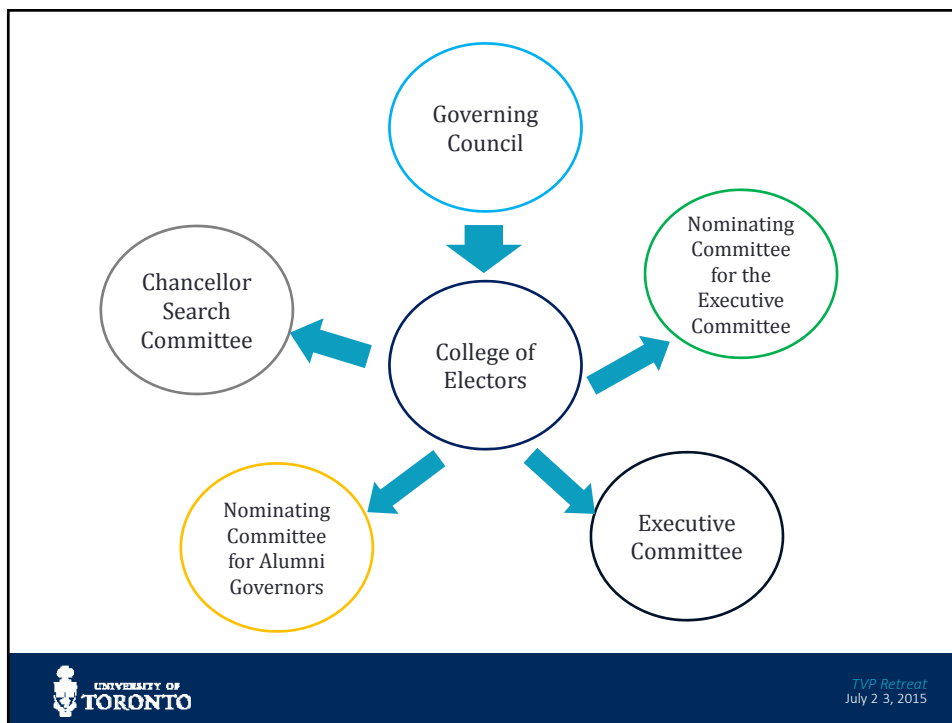 Governing
Council
Nominating
Committee
for the
Executive
Committee
Chancellor
Search
Committee
College of
Electors
Nominating
Committee
for Alumni
Governors
Executive
Committee
UNIVERSITY OF
TORONTO
TVP Retreat
July 2 3, 2015